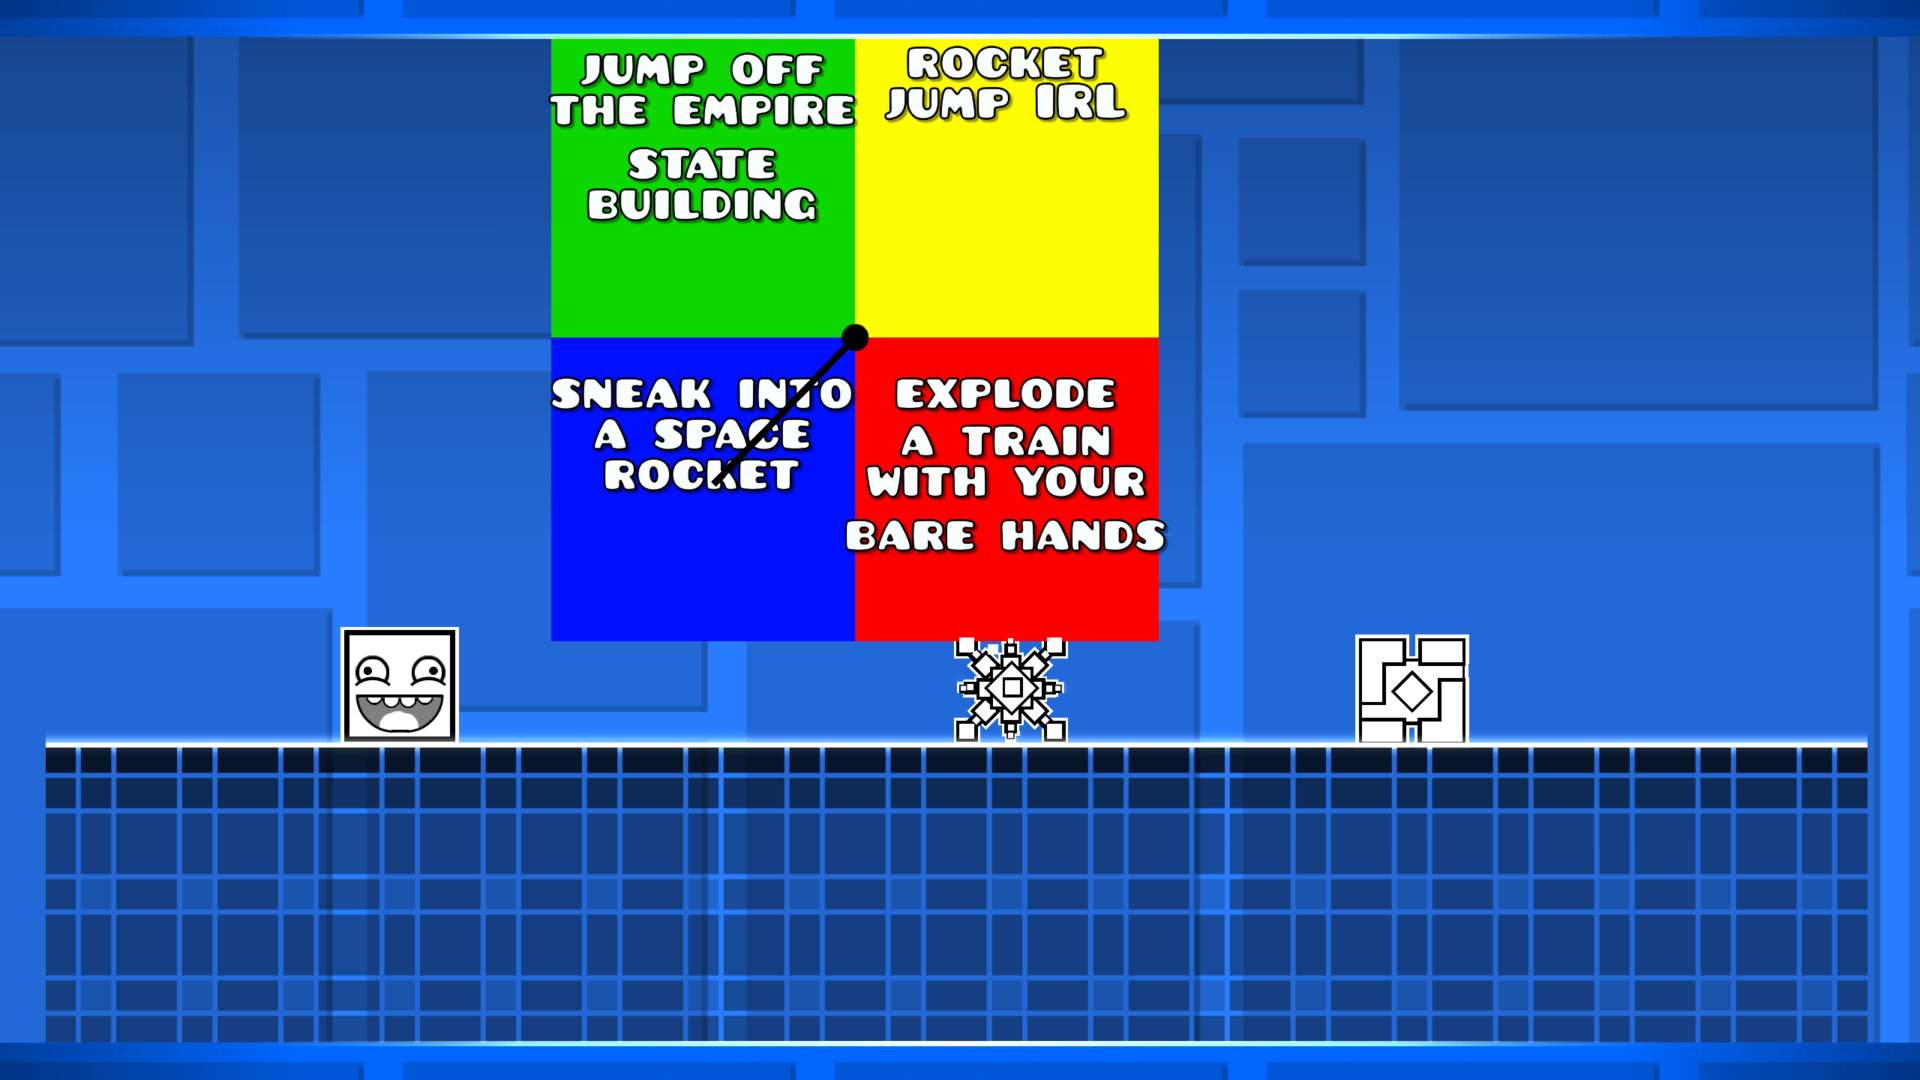 JUMP OFF
THE EMPIRE
STATE
BUILDING
ROCKET
JUMP IRL
SNEAK INTO
A SPACE
ROCKET
EXPLODE
A TRAIN
WITH YOUR
BARE HANDS